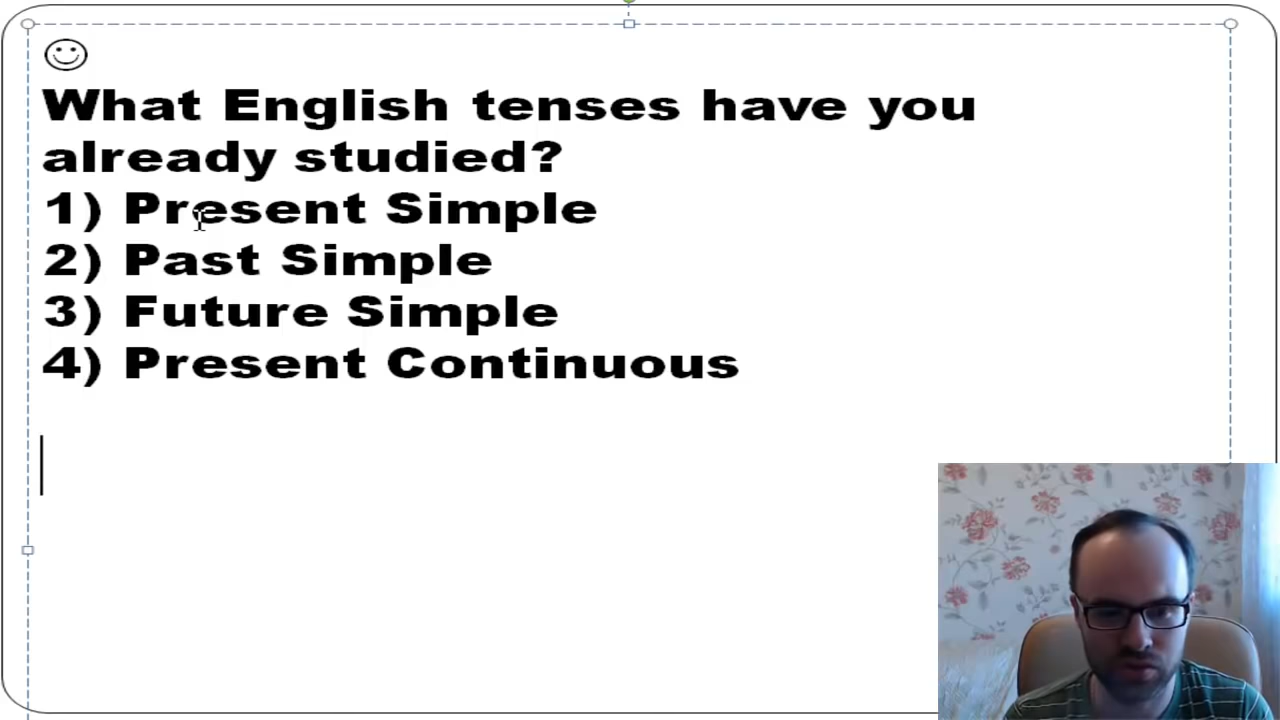 What English tenses have you
already studied?
1) Present Simple
2) Past Simple
3) Future Simple
4) Present Continuous